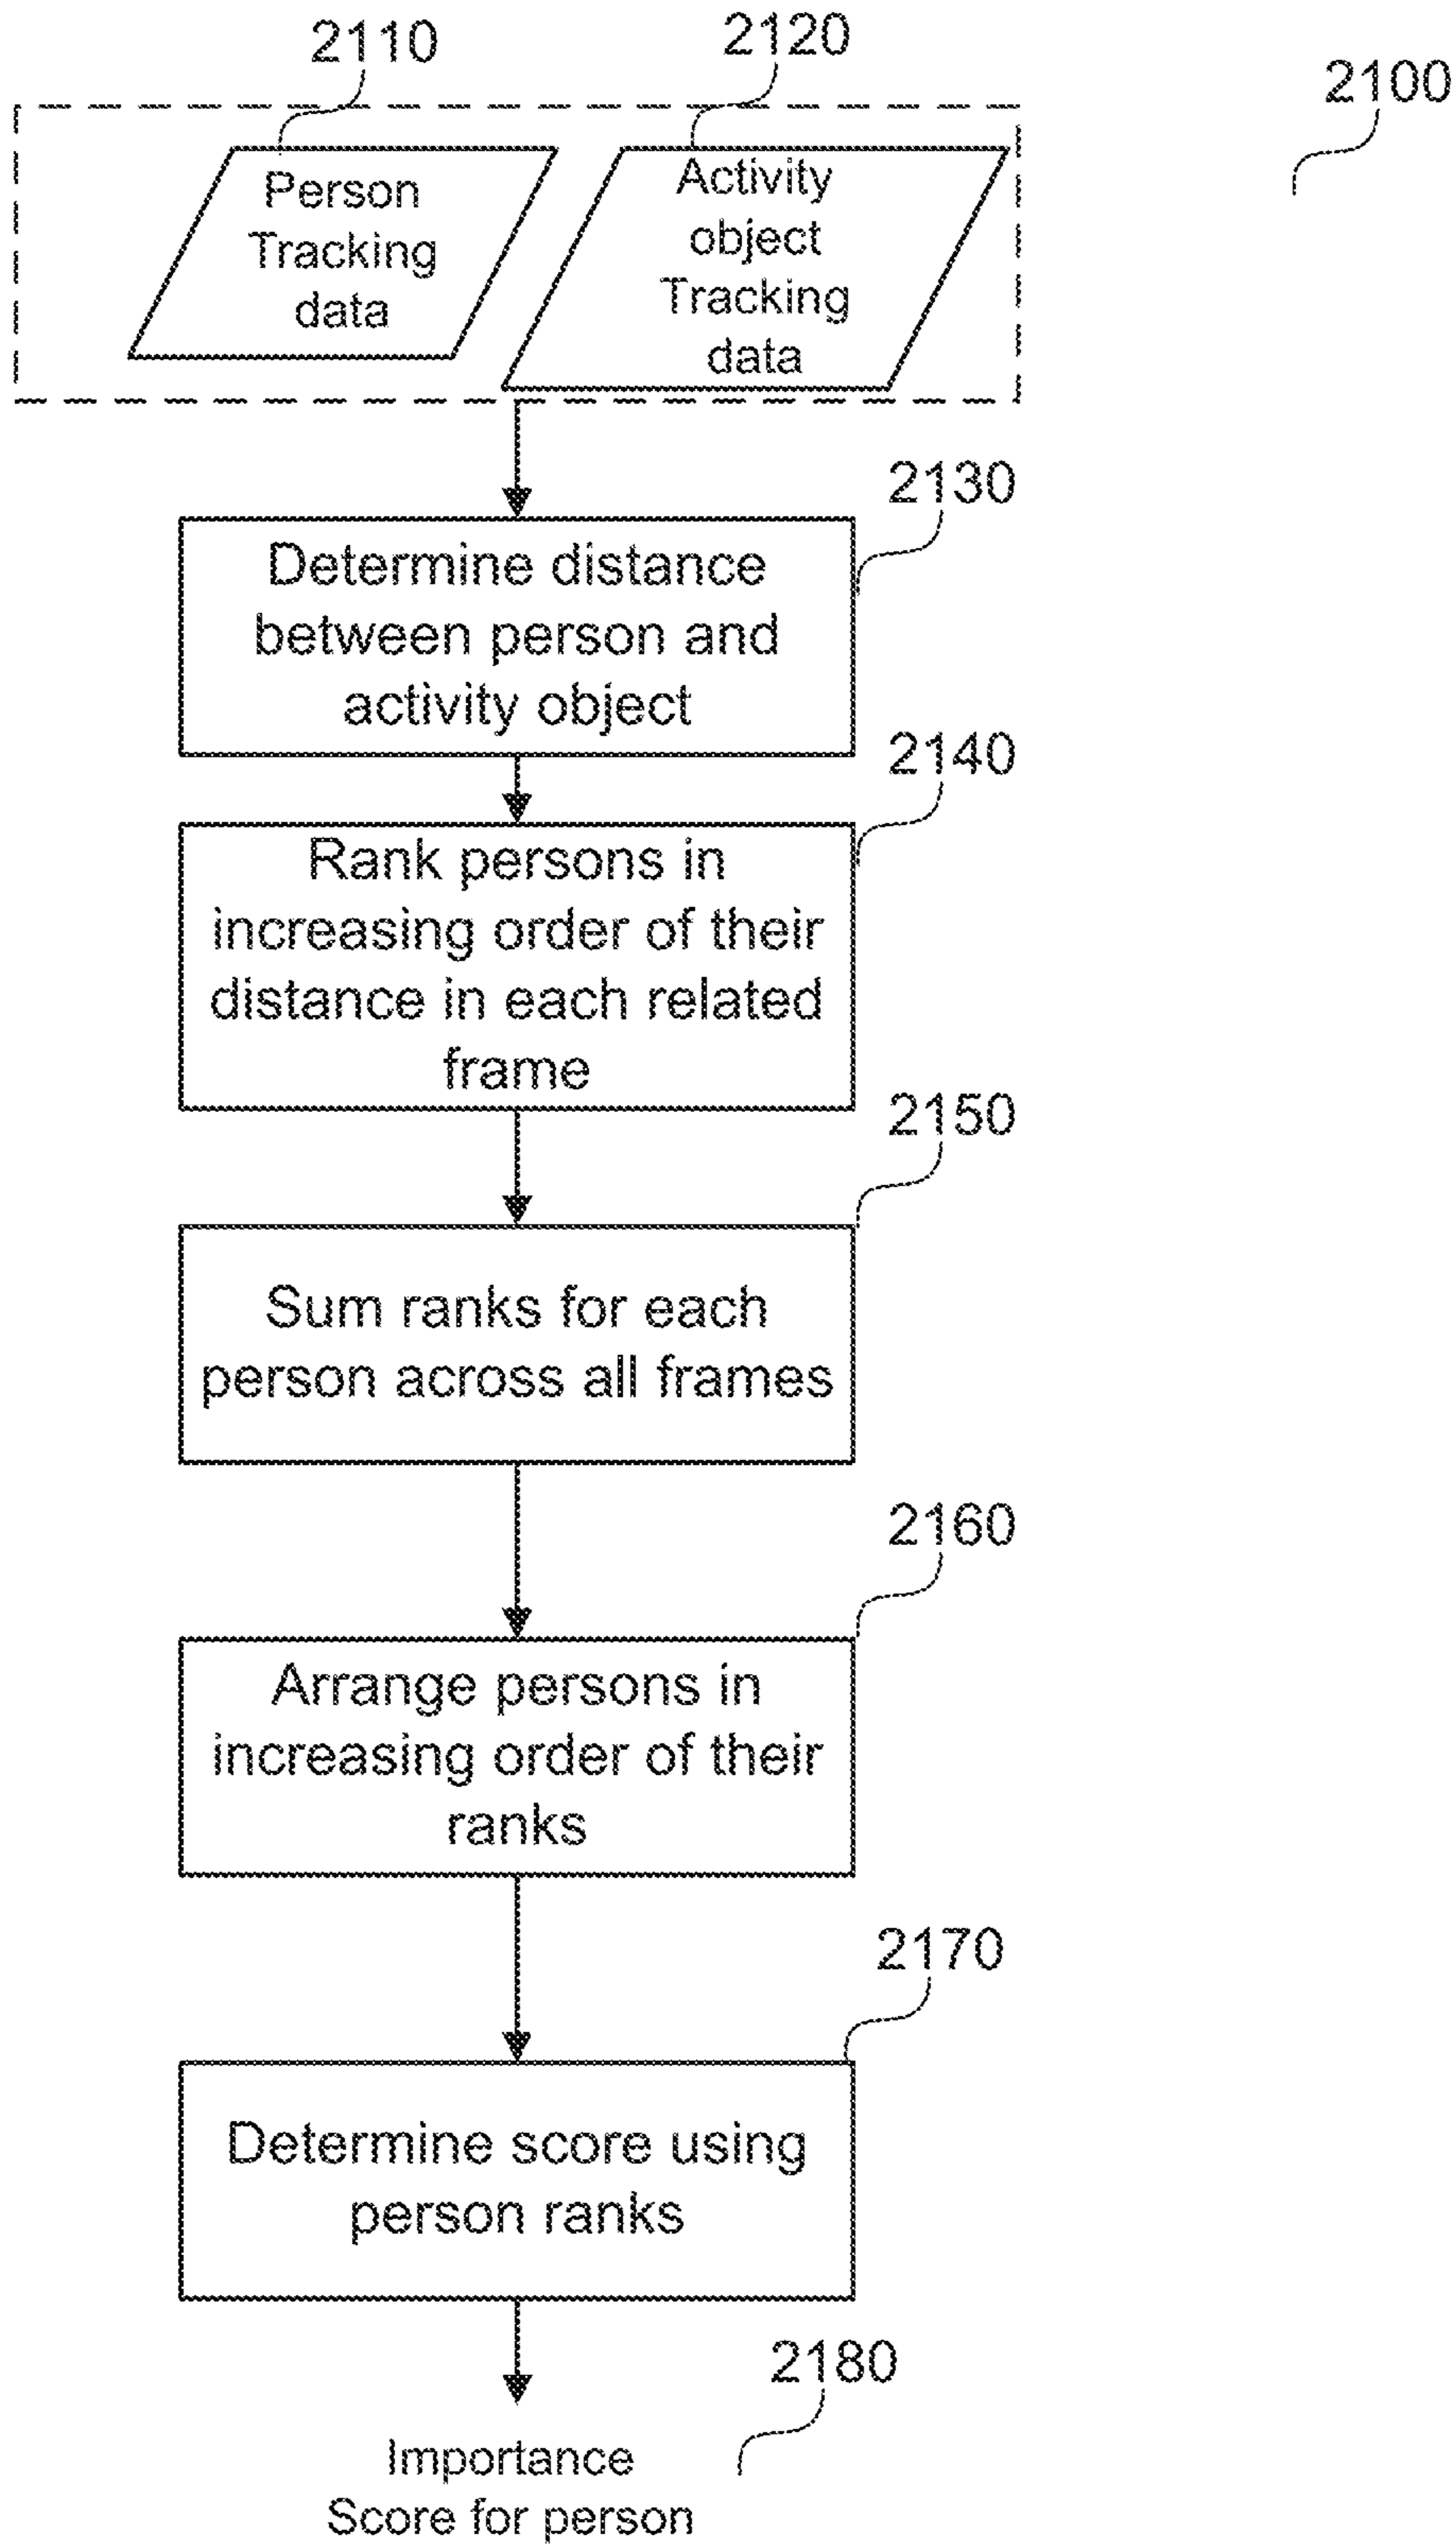 2110
2120
2100
Person
Tracking
data
Activity
object
Tracking
data
2130
Determine distance
between person and
activity object
2140
Rank persons in
increasing order of their
distance in each related
frame
2150
Sum ranks for each
person across all frames
2160
Arrange persons in
increasing order of their
ranks
2170
Determine score using
person ranks
2180
Importance
Score for person